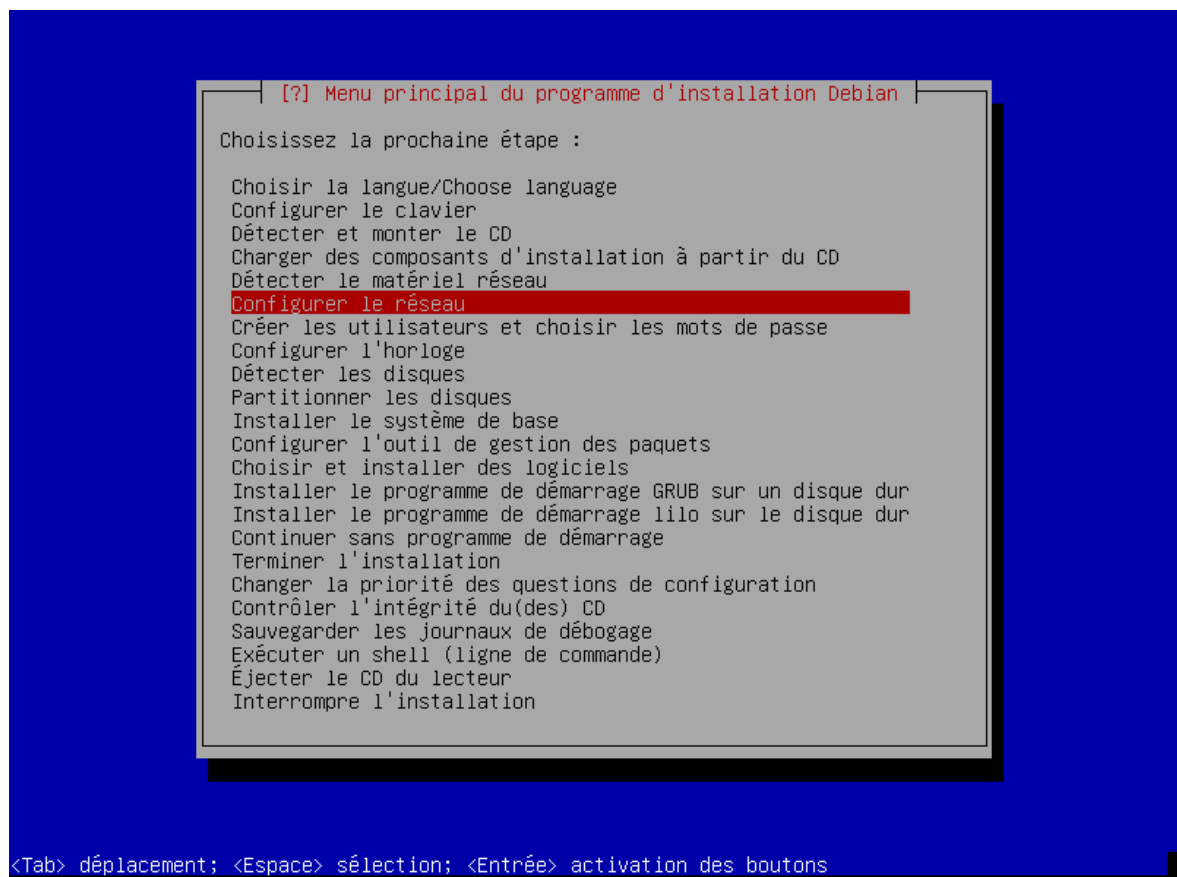 [?] Menu principal du programme d'installation Debian
Choisissez la prochaine étape :
Choisir la langue/Choose language
Configurer le clavier
Détecter et monter le CD
Charger des composants d'installation à partir du CD
Détecter le matériel réseau
Configurer le réseau
Créer les utilisateurs et choisir les mots de passe
Configurer l'horloge
Détecter les disques
Partitionner les disques
Installer le système de base
Configurer l'outil de gestion des paquets
Choisir et installer des logiciels
Installer le programme de démarrage GRUB sur un disque dur
Installer le programme de démarrage lilo sur le disque dur
Continuer sans programme de démarrage
Terminer l'installation
Changer la priorité des questions de configuration
Contrôler l'intégrité du(des) CD
Sauvegarder les journaux de débogage
Exécuter un shell (ligne de commande)
Éjecter le CD du lecteur
Interrompre l'installation
<Tab> déplacement; <Espace> sélection; <Entrée> activation des boutons